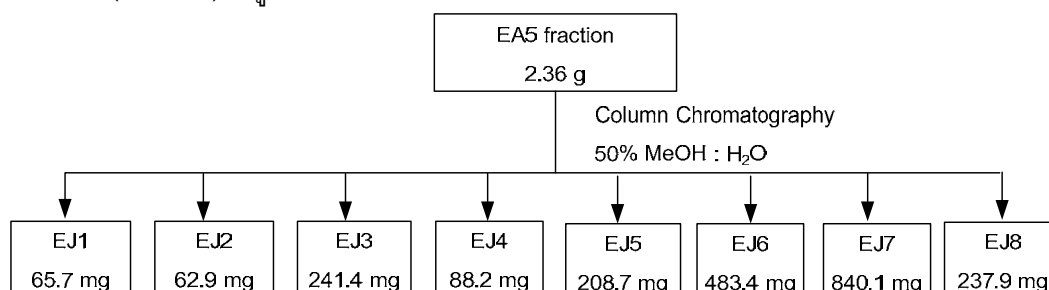 EA5 fraction
2.36 g
Column Chromatography
50% MeOH : H₂O
EJ1 EJ2 EJ3 EJ4 EJ5 EJ6 EJ7 EJ8
65.7 mg 62.9 mg 241.4 mg 88.2 mg 208.7 mg 483.4 mg 840.1 mg 237.9 mg